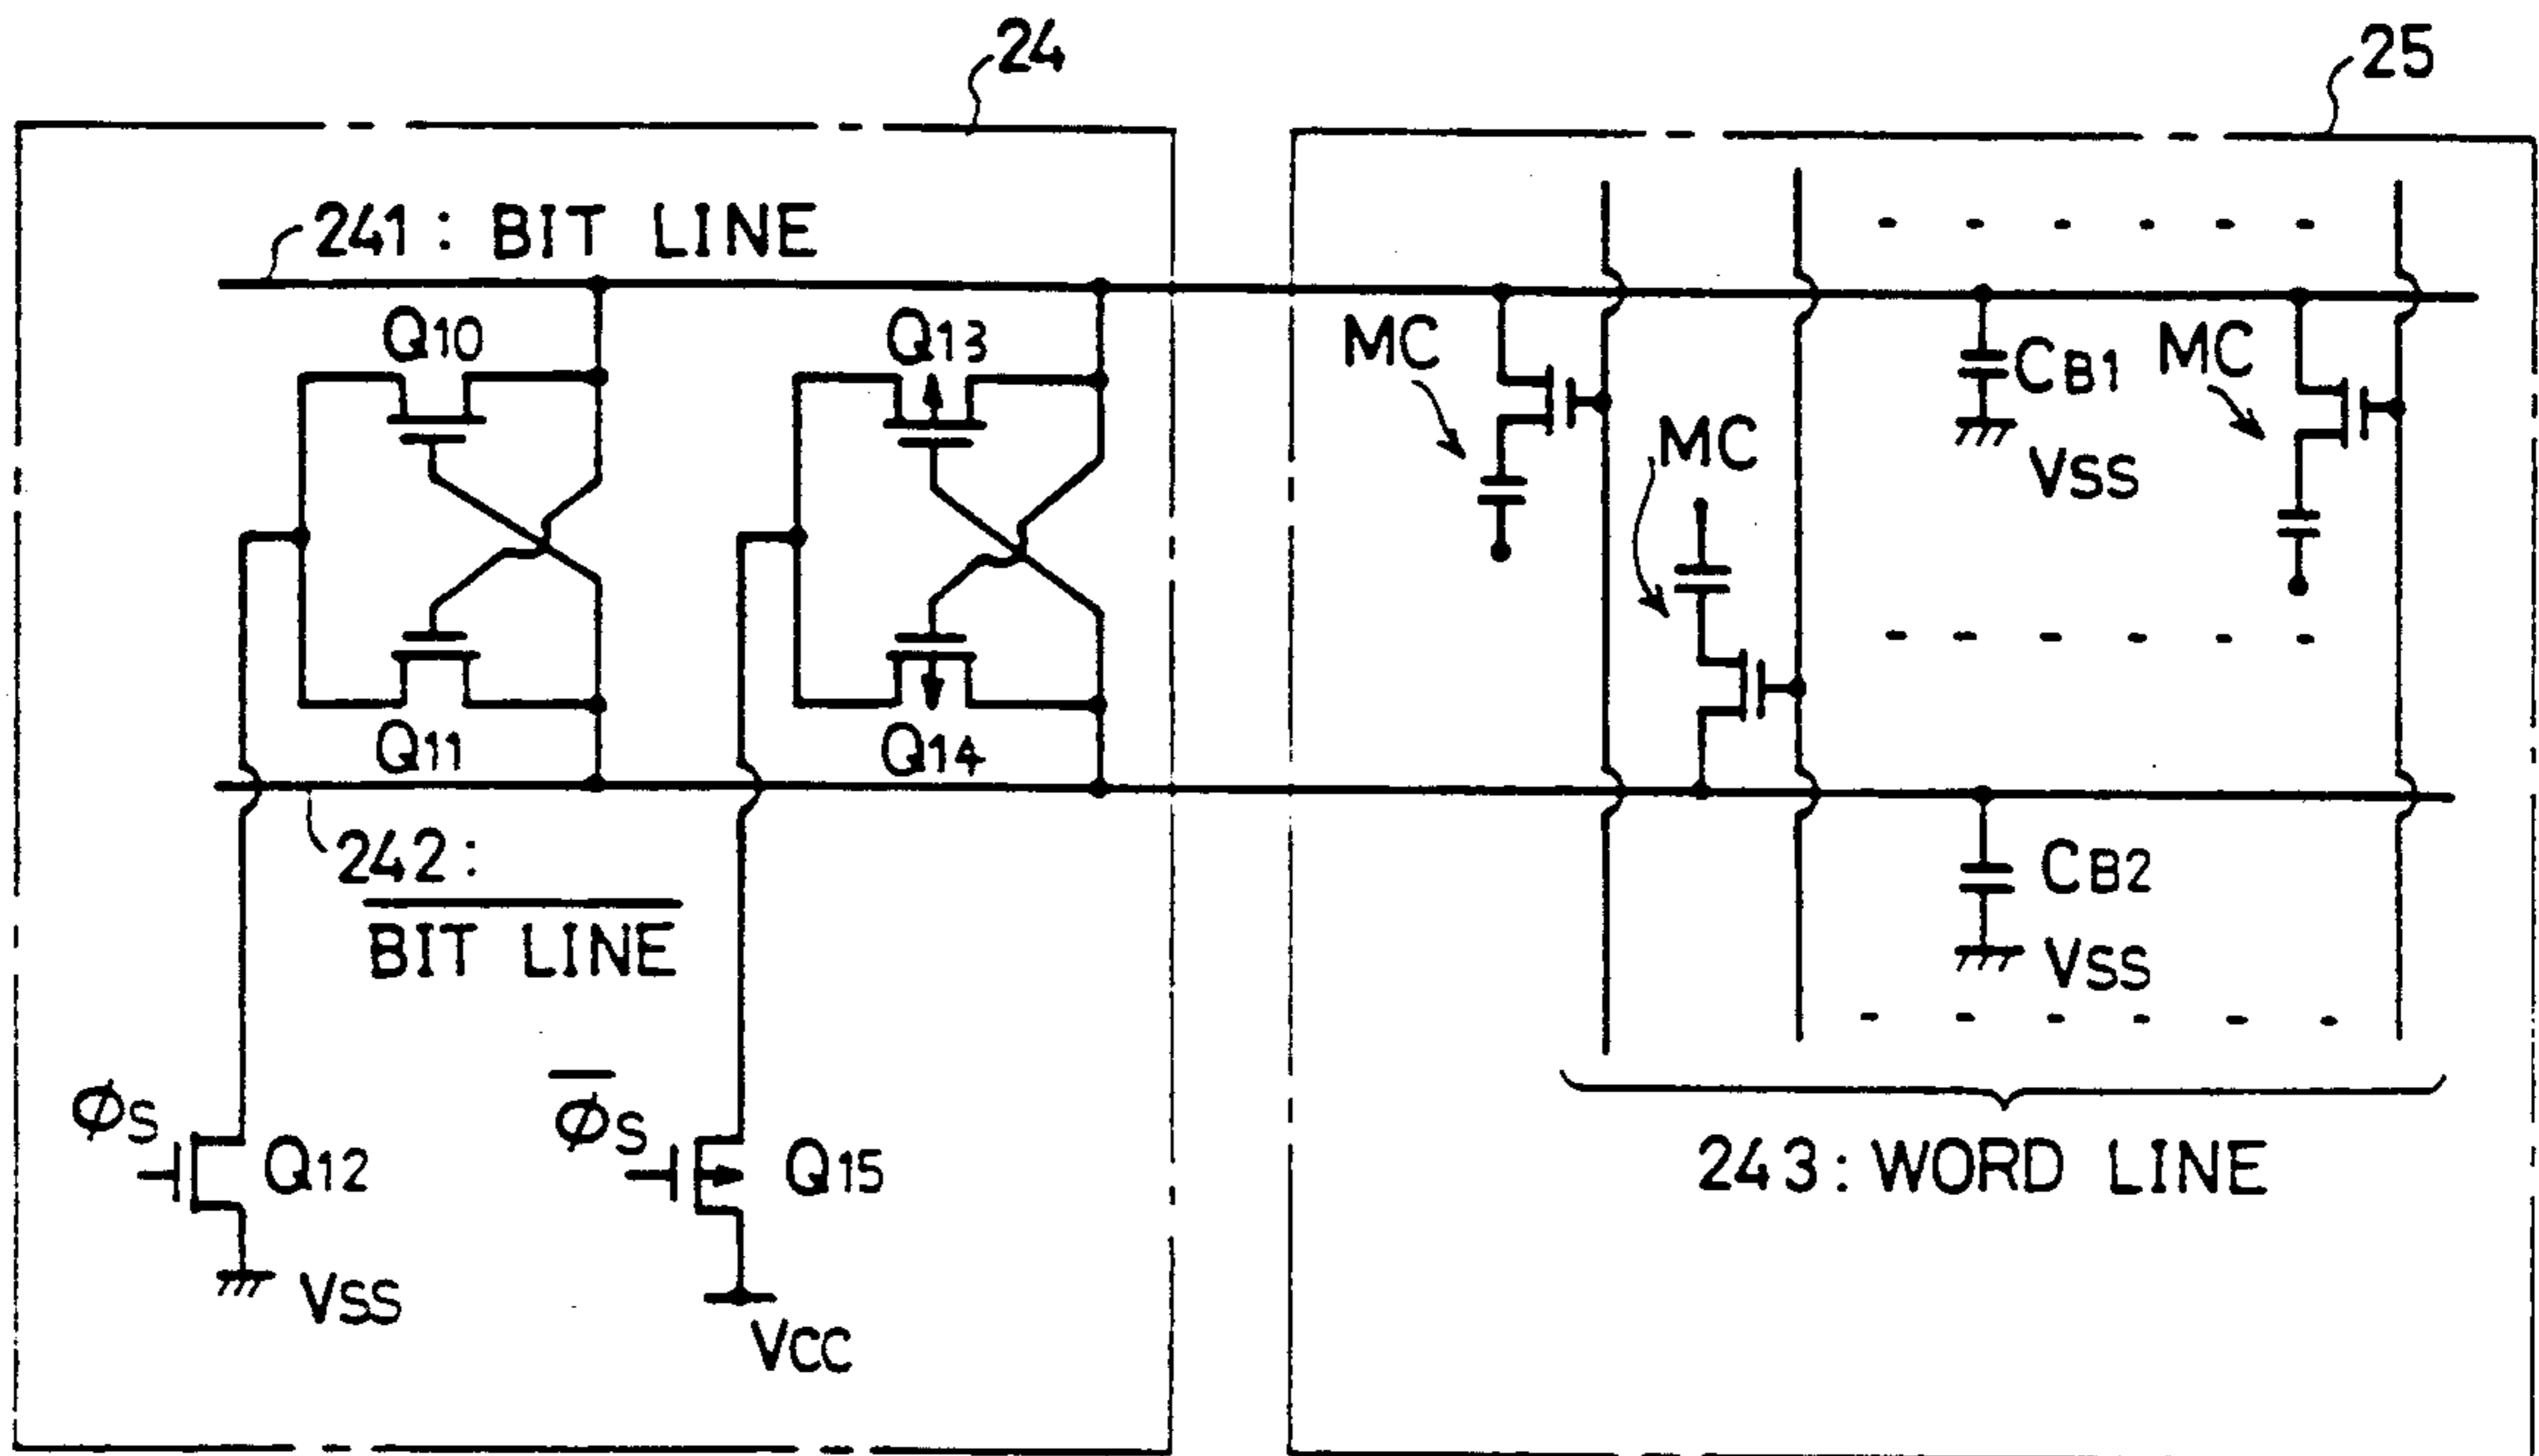 24
25
241: BIT LINE
Q10
Q13
MC
CB1
MC
MC
VSS
Q11
Q14
242:
BIT LINE
CB2
VSS
ϕS
Q12
ϕS
Q15
243: WORD LINE
VSS
VCC